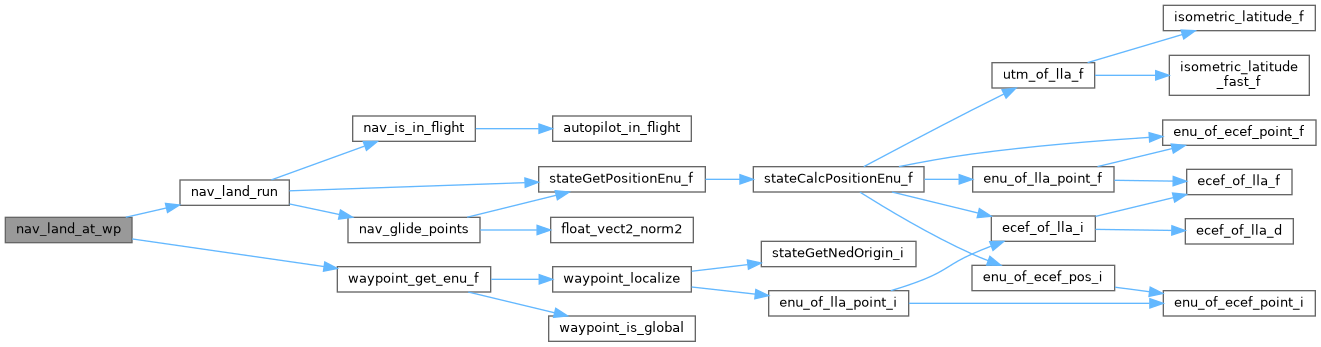 nav_land_at_wp
nav_land_run
waypoint_get_enu_f
nav_is_in_flight
nav_glide_points
autopilot_in_flight
stateGetPositionEnu_f
float_vect2_norm2
waypoint_localize
waypoint_is_global
stateCalcPositionEnu_f
stateGetNedOrigin_i
enu_of_lla_point_i
utm_of_lla_f
enu_of_lla_point_f
ecef_of_lla_i
enu_of_ecef_pos_i
isometric_latitude_f
isometric_latitude
_fast_f
enu_of_ecef_point_f
ecef_of_lla_f
ecef_of_lla_d
enu_of_ecef_point_i